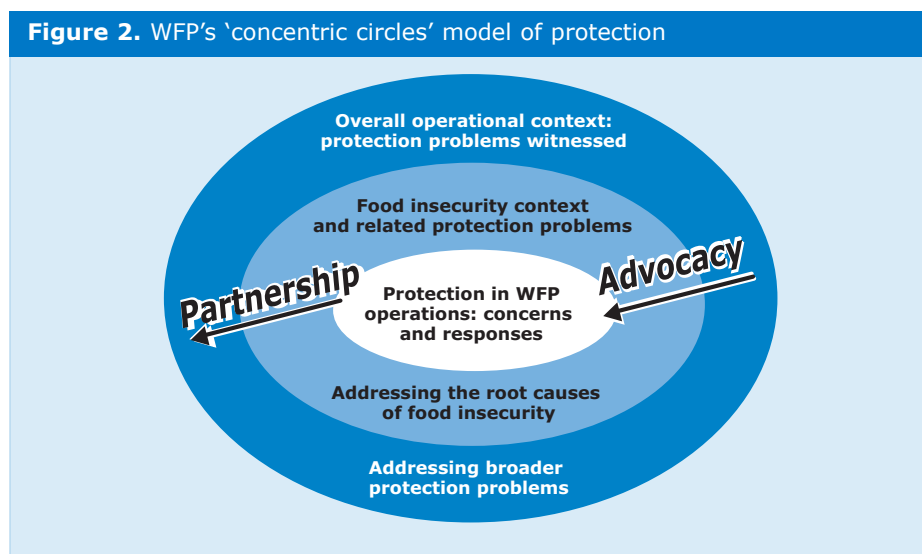 Figure 2. WFP’s ‘concentric circles’ model of protection
Overall operational context:
protection problems witnessed
Food insecurity context
and related protection problems
Partnership
Advocacy
Protection in WFP
operations: concerns
and responses
Addressing the root causes
of food insecurity
Addressing broader
protection problems